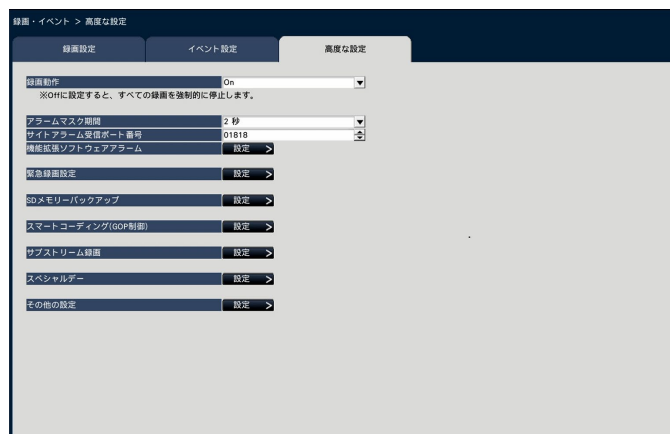 録画・イベント > 高度な設定
録画設定 イベント設定 高度な設定
録画動作 On
※Offに設定すると、すべての録画を強制的に停止します。
アラームマスク期間 2 秒
サイトアラーム受信ポート番号 01818
機能拡張ソフトウェアアラーム 設定 >
緊急録画設定 設定 >
SDメモリーバックアップ 設定 >
スマートコーディング(GOP制御) 設定 >
サブストリーム録画 設定 >
スペシャルデー 設定 >
その他の設定 設定 >